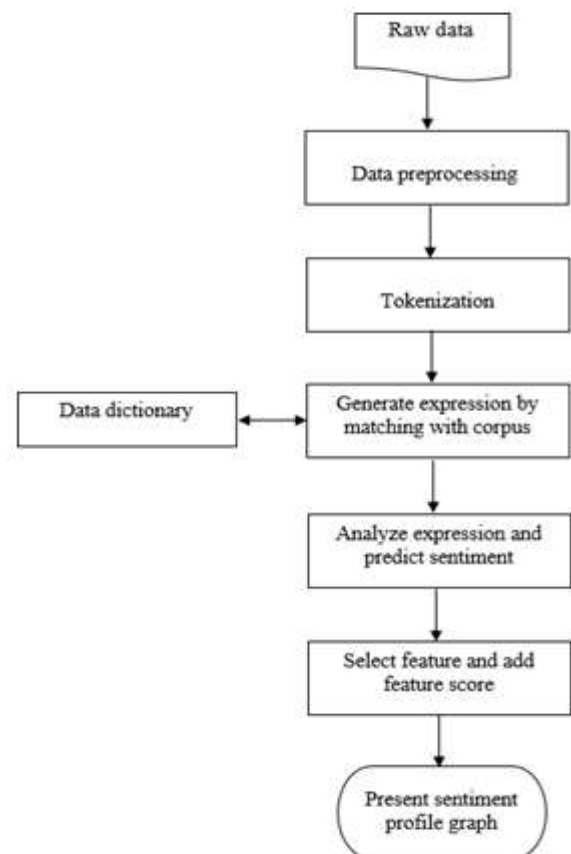 Raw data
Data preprocessing
Tokenization
Data dictionary
Generate expression by
matching with corpus
Analyze expression and
predict sentiment
Select feature and add
feature score
Present sentiment
profile graph